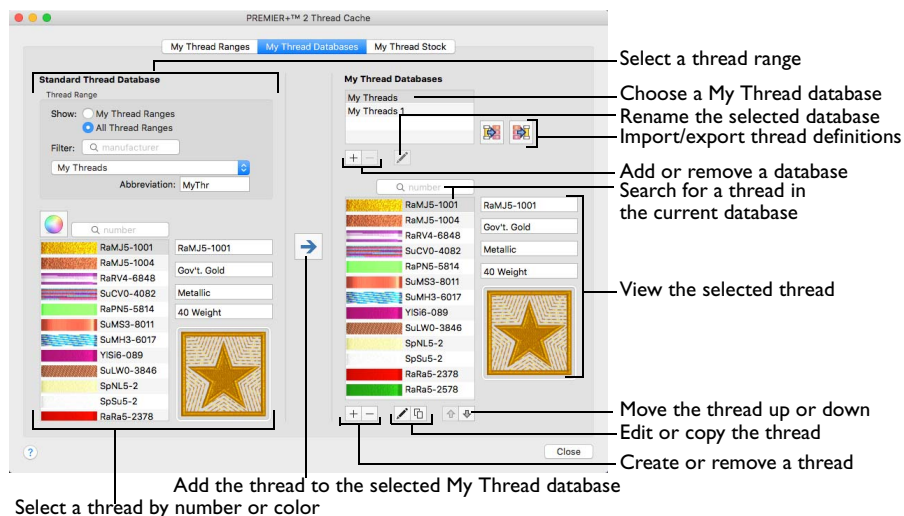 PREMIER+™ 2 Thread Cache
My Thread Ranges
My Thread Databases
My Thread Stock
Standard Thread Database
Thread Range
Show:
My Thread Ranges
All Thread Ranges
Filter:
manufacturer
My Threads
Abbreviation:
MyThr
number
RaMJ5-1001
RaMJ5-1004
RaRV4-6848
SuCV0-4082
RaPN5-5814
SuMS3-8011
SuMH3-6017
YlSi6-089
SuLW0-3846
SpNL5-2
SpSu5-2
RaRa5-2378
RaMJ5-1001
Gov't. Gold
Metallic
40 Weight
My Thread Databases
My Threads
My Threads 1
number
RaMJ5-1001
RaMJ5-1004
RaRV4-6848
SuCV0-4082
RaPN5-5814
SuMS3-8011
SuMH3-6017
YlSi6-089
SuLW0-3846
SpNL5-2
SpSu5-2
RaRa5-2378
RaRa5-2578
RaMJ5-1001
Gov't. Gold
Metallic
40 Weight
?
Close
Select a thread range
Choose a My Thread database
Rename the selected database
Import/export thread definitions
Add or remove a database
Search for a thread in
the current database
View the selected thread
Move the thread up or down
Edit or copy the thread
Create or remove a thread
Add the thread to the selected My Thread database
Select a thread by number or color